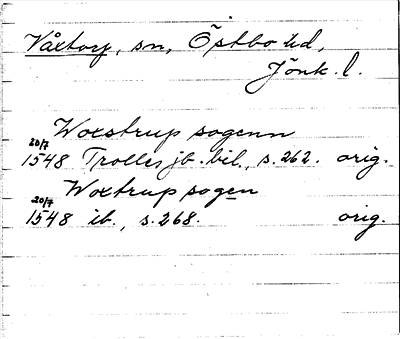 Våxtorp, sn, Östbo hd,
Jönk. l.
Woxstrup sogenn
20/7 1548 Trolles jb. bil., s. 262. orig.
Woxtrup sogen
20/7 1548 ib., s. 268. orig.